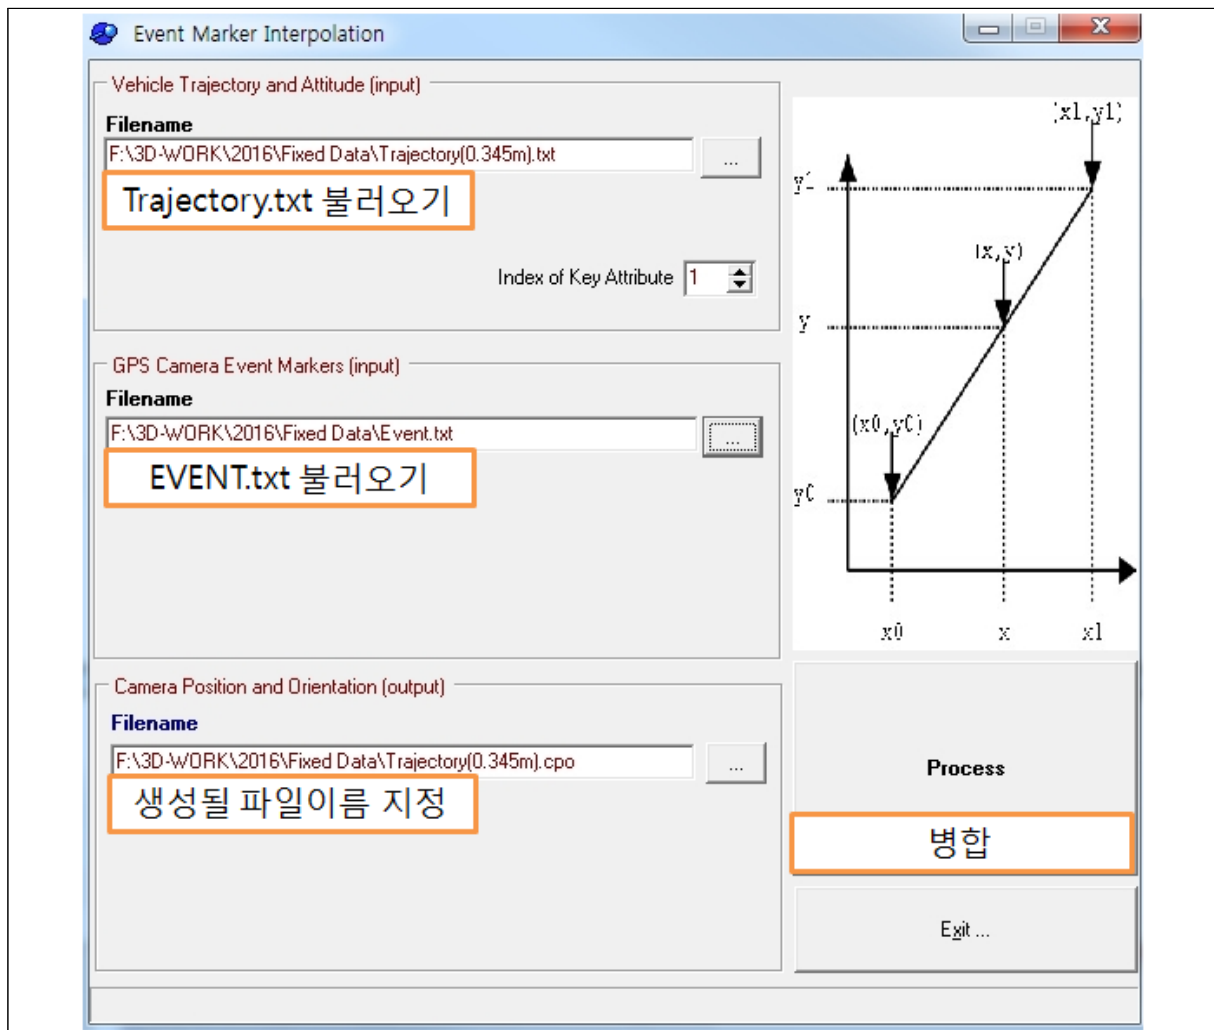 Event Marker Interpolation
Vehicle Trajectory and Attitude (input)
Filename
F:\3D-WORK\2016\Fixed Data\Trajectory(0.345m).txt
...
Trajectory.txt 불러오기
Index of Key Attribute 1
GPS Camera Event Markers (input)
Filename
F:\3D-WORK\2016\Fixed Data\Event.txt
...
EVENT.txt 불러오기
Camera Position and Orientation (output)
Filename
F:\3D-WORK\2016\Fixed Data\Trajectory(0.345m).cpo
...
생성될 파일이름 지정
(x1,y1)
y1
(x,y)
y
(x0,y0)
y0
x0 x x1
Process
병합
Exit ...